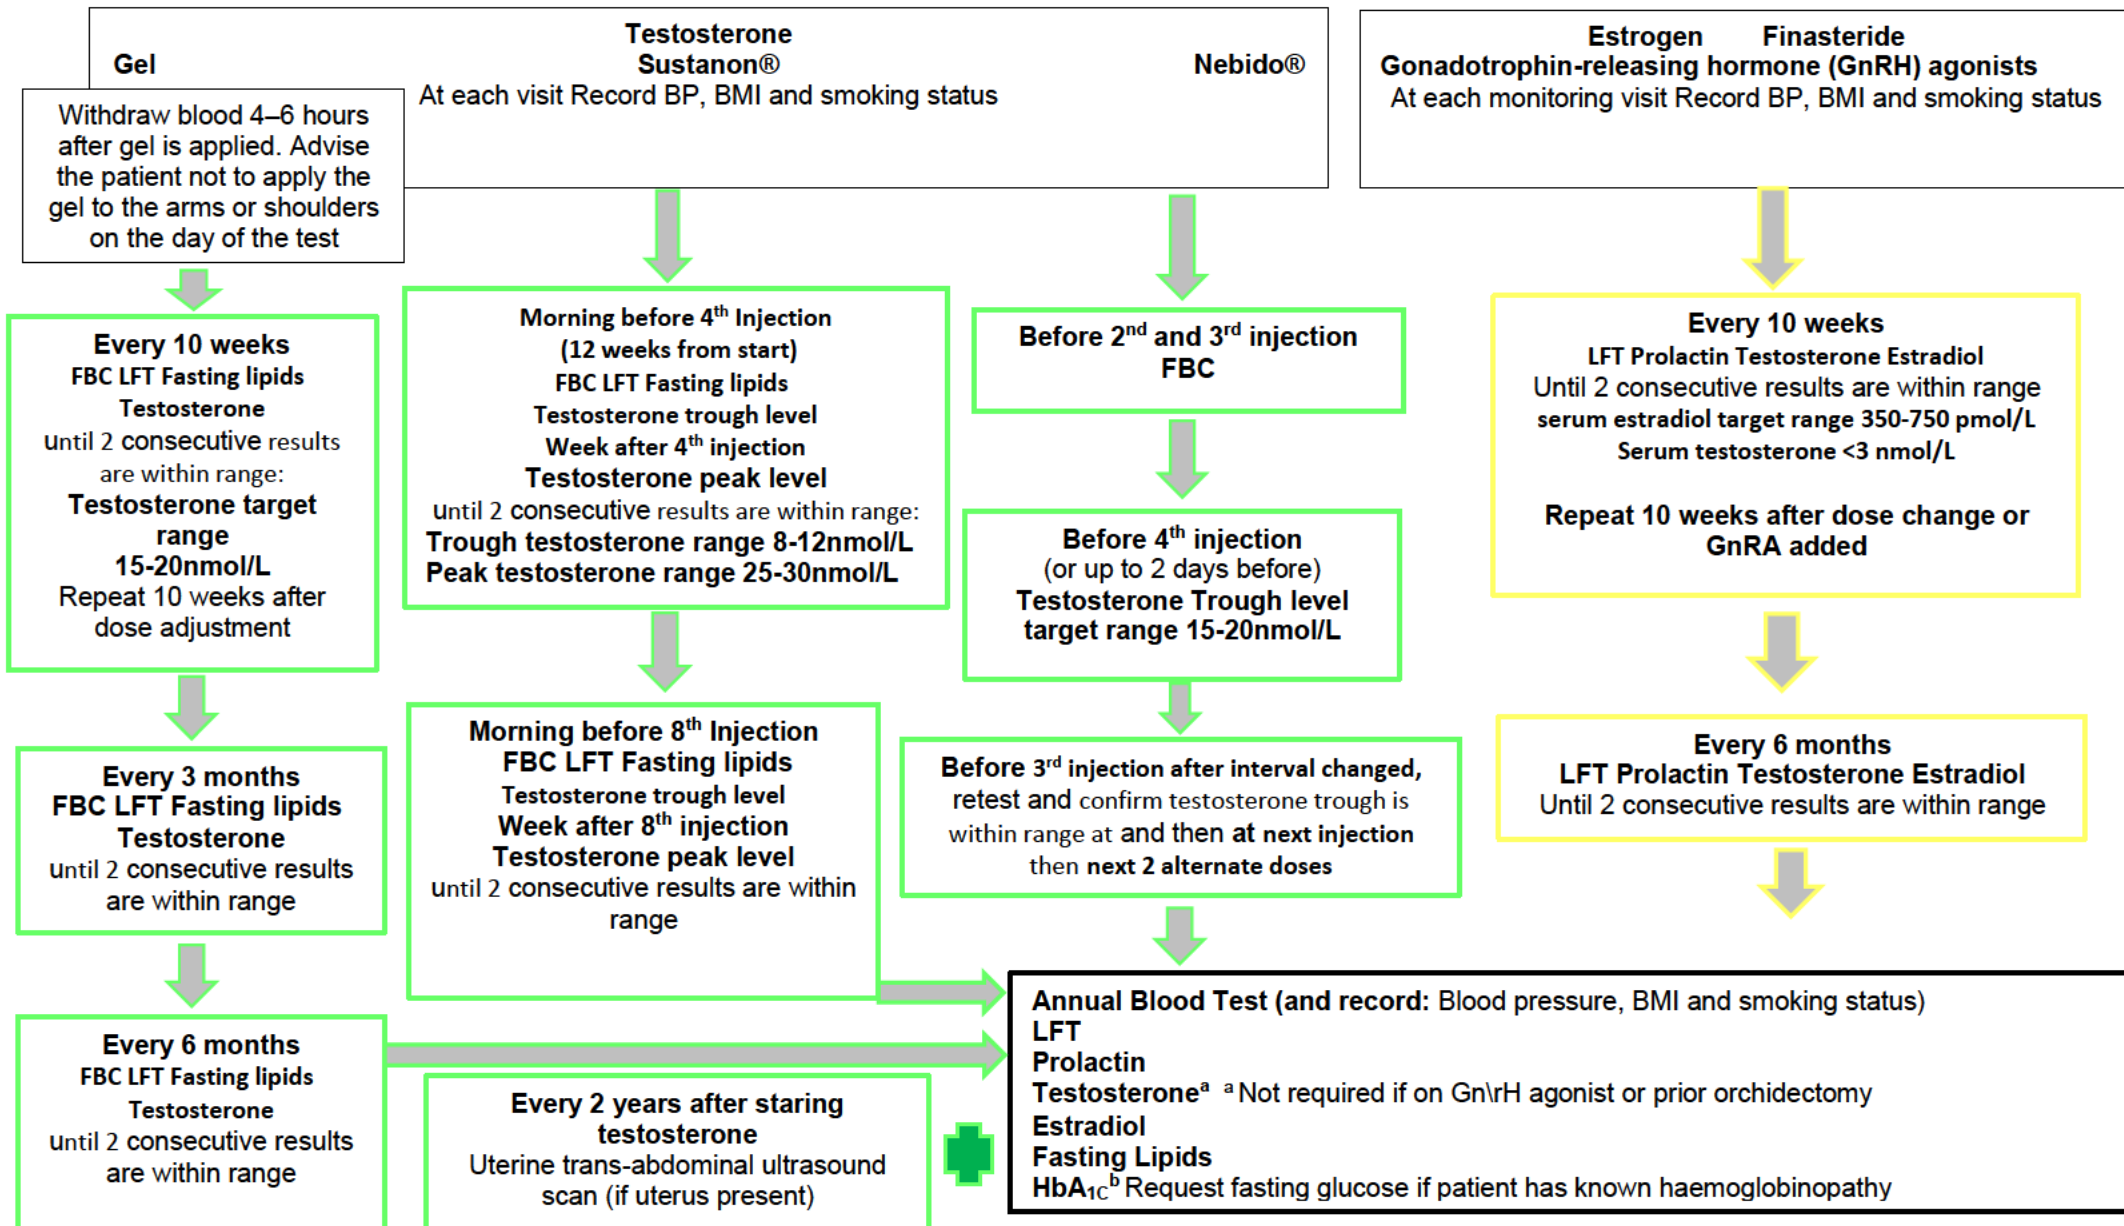 Testosterone
Gel Sustanon® Nebido®
At each visit Record BP, BMI and smoking status
Withdraw blood 4–6 hours
after gel is applied. Advise
the patient not to apply the
gel to the arms or shoulders
on the day of the test
Every 10 weeks
FBC LFT Fasting lipids
Testosterone
until 2 consecutive results
are within range:
Testosterone target
range
15-20nmol/L
Repeat 10 weeks after
dose adjustment
Every 3 months
FBC LFT Fasting lipids
Testosterone
until 2 consecutive results
are within range
Every 6 months
FBC LFT Fasting lipids
Testosterone
until 2 consecutive results
are within range
Morning before 4th Injection
(12 weeks from start)
FBC LFT Fasting lipids
Testosterone trough level
Week after 4th injection
Testosterone peak level
until 2 consecutive results are within range:
Trough testosterone range 8-12nmol/L
Peak testosterone range 25-30nmol/L
Morning before 8th Injection
FBC LFT Fasting lipids
Testosterone trough level
Week after 8th injection
Testosterone peak level
until 2 consecutive results are within
range
Every 2 years after staring
testosterone
Uterine trans-abdominal ultrasound
scan (if uterus present)
Before 2nd and 3rd injection
FBC
Before 4th injection
(or up to 2 days before)
Testosterone Trough level
target range 15-20nmol/L
Before 3rd injection after interval changed,
retest and confirm testosterone trough is
within range at and then at next injection
then next 2 alternate doses
Estrogen Finasteride
Gonadotrophin-releasing hormone (GnRH) agonists
At each monitoring visit Record BP, BMI and smoking status
Every 10 weeks
LFT Prolactin Testosterone Estradiol
Until 2 consecutive results are within range
serum estradiol target range 350-750 pmol/L
Serum testosterone <3 nmol/L
Repeat 10 weeks after dose change or
GnRA added
Every 6 months
LFT Prolactin Testosterone Estradiol
Until 2 consecutive results are within range
Annual Blood Test (and record: Blood pressure, BMI and smoking status)
LFT
Prolactin
Testosteroneᵃ ᵃ Not required if on Gn\rH agonist or prior orchidectomy
Estradiol
Fasting Lipids
HbA₁Cᵇ Request fasting glucose if patient has known haemoglobinopathy